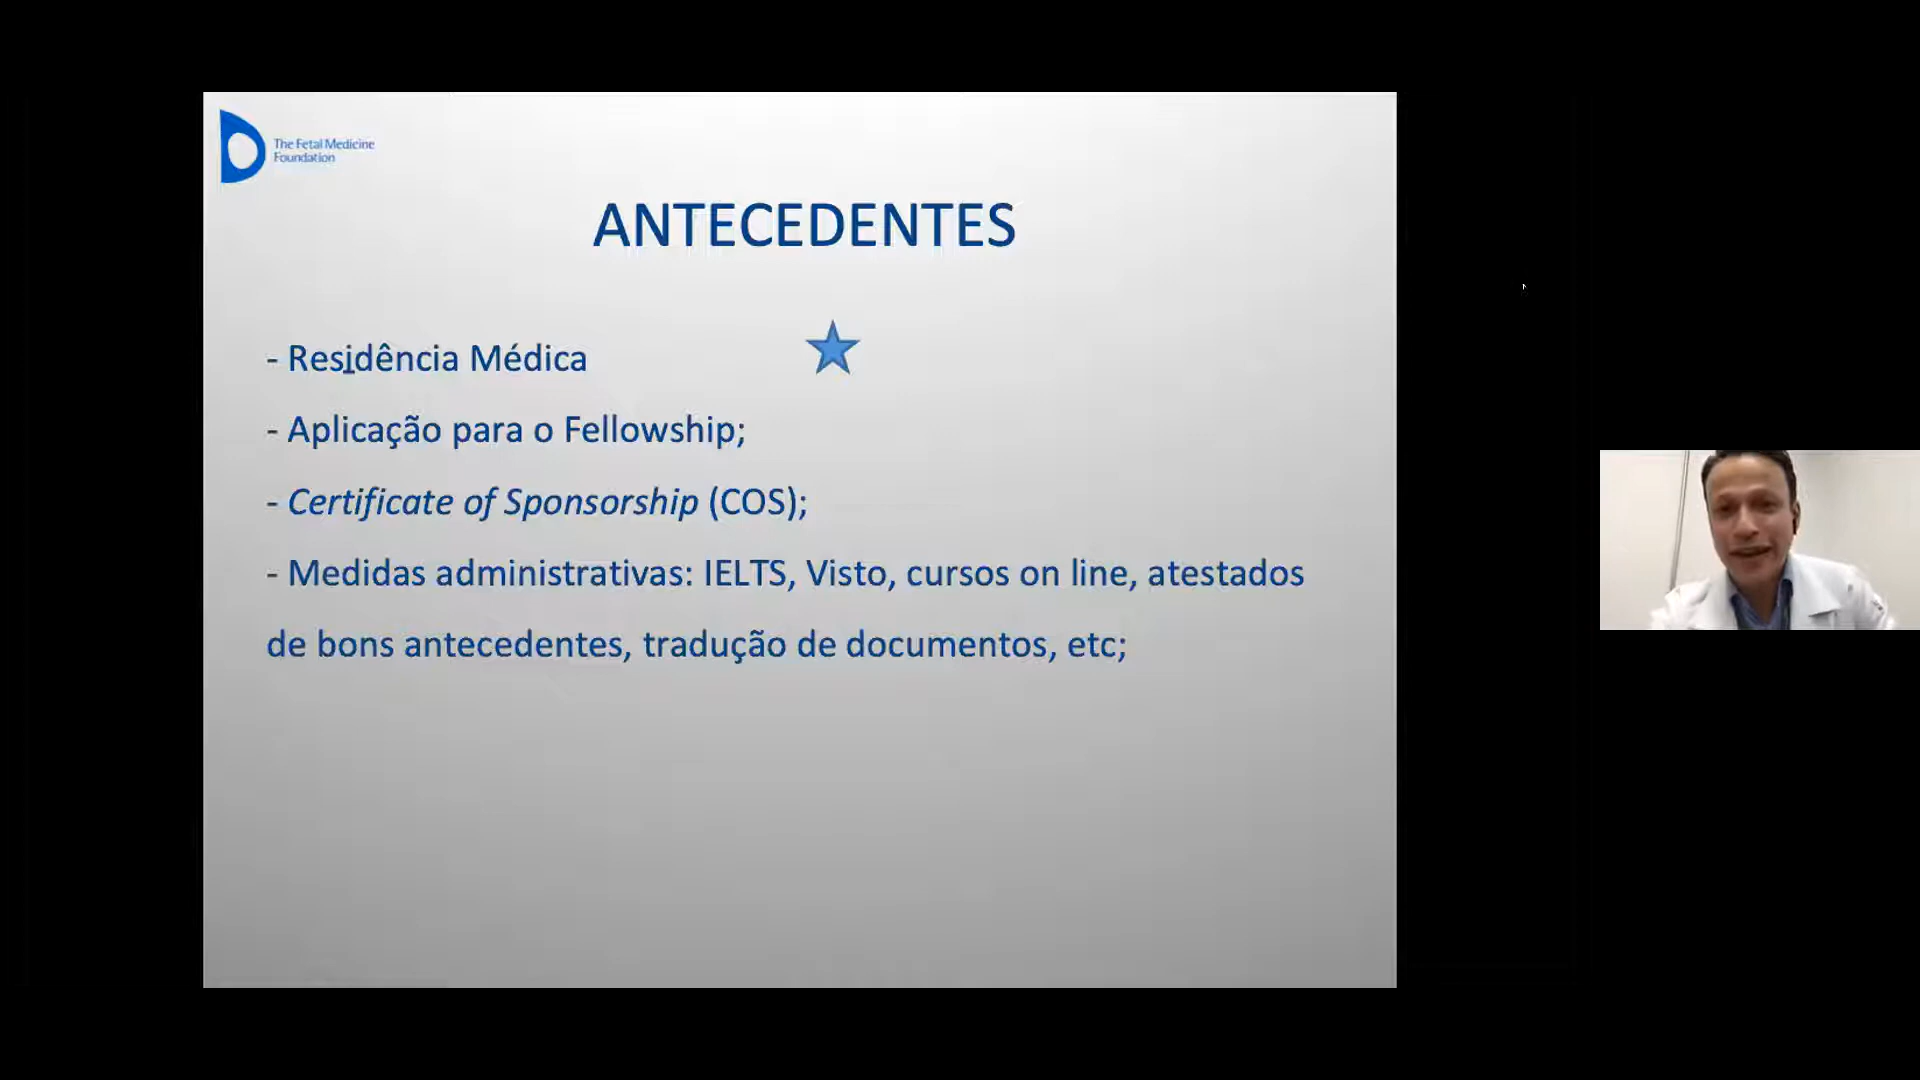 The Fetal Medicine
Foundation
ANTECEDENTES
- Residência Médica
- Aplicação para o Fellowship;
- Certificate of Sponsorship (COS);
- Medidas administrativas: IELTS, Visto, cursos on line, atestados
de bons antecedentes, tradução de documentos, etc;